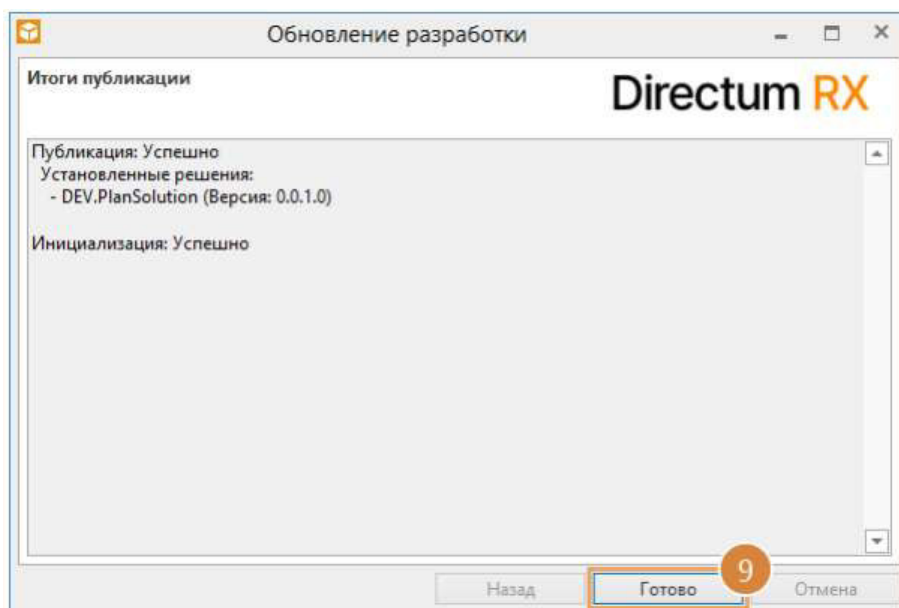 Обновление разработки
Итоги публикации
Directum RX
Публикация: Успешно
Установленные решения:
- DEV.PlanSolution (Версия: 0.0.1.0)
Инициализация: Успешно
9
Назад Готово Отмена